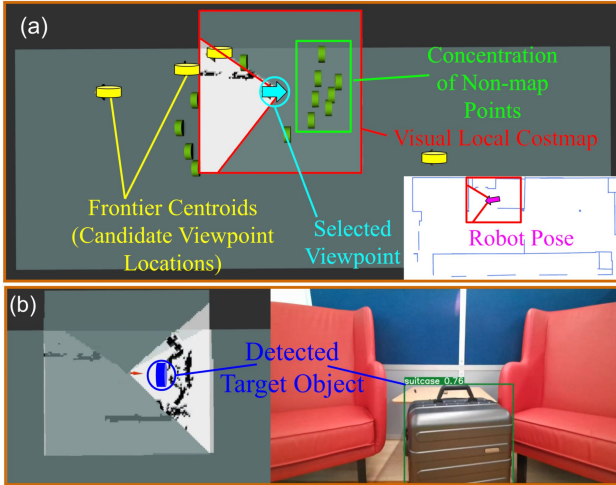 (a)
Concentration
of Non-map
Points
Visual Local Costmap
Frontier Centroids
(Candidate Viewpoint
Locations)
Selected
Viewpoint
Robot Pose
(b)
Detected
Target Object
suitcase 0.76